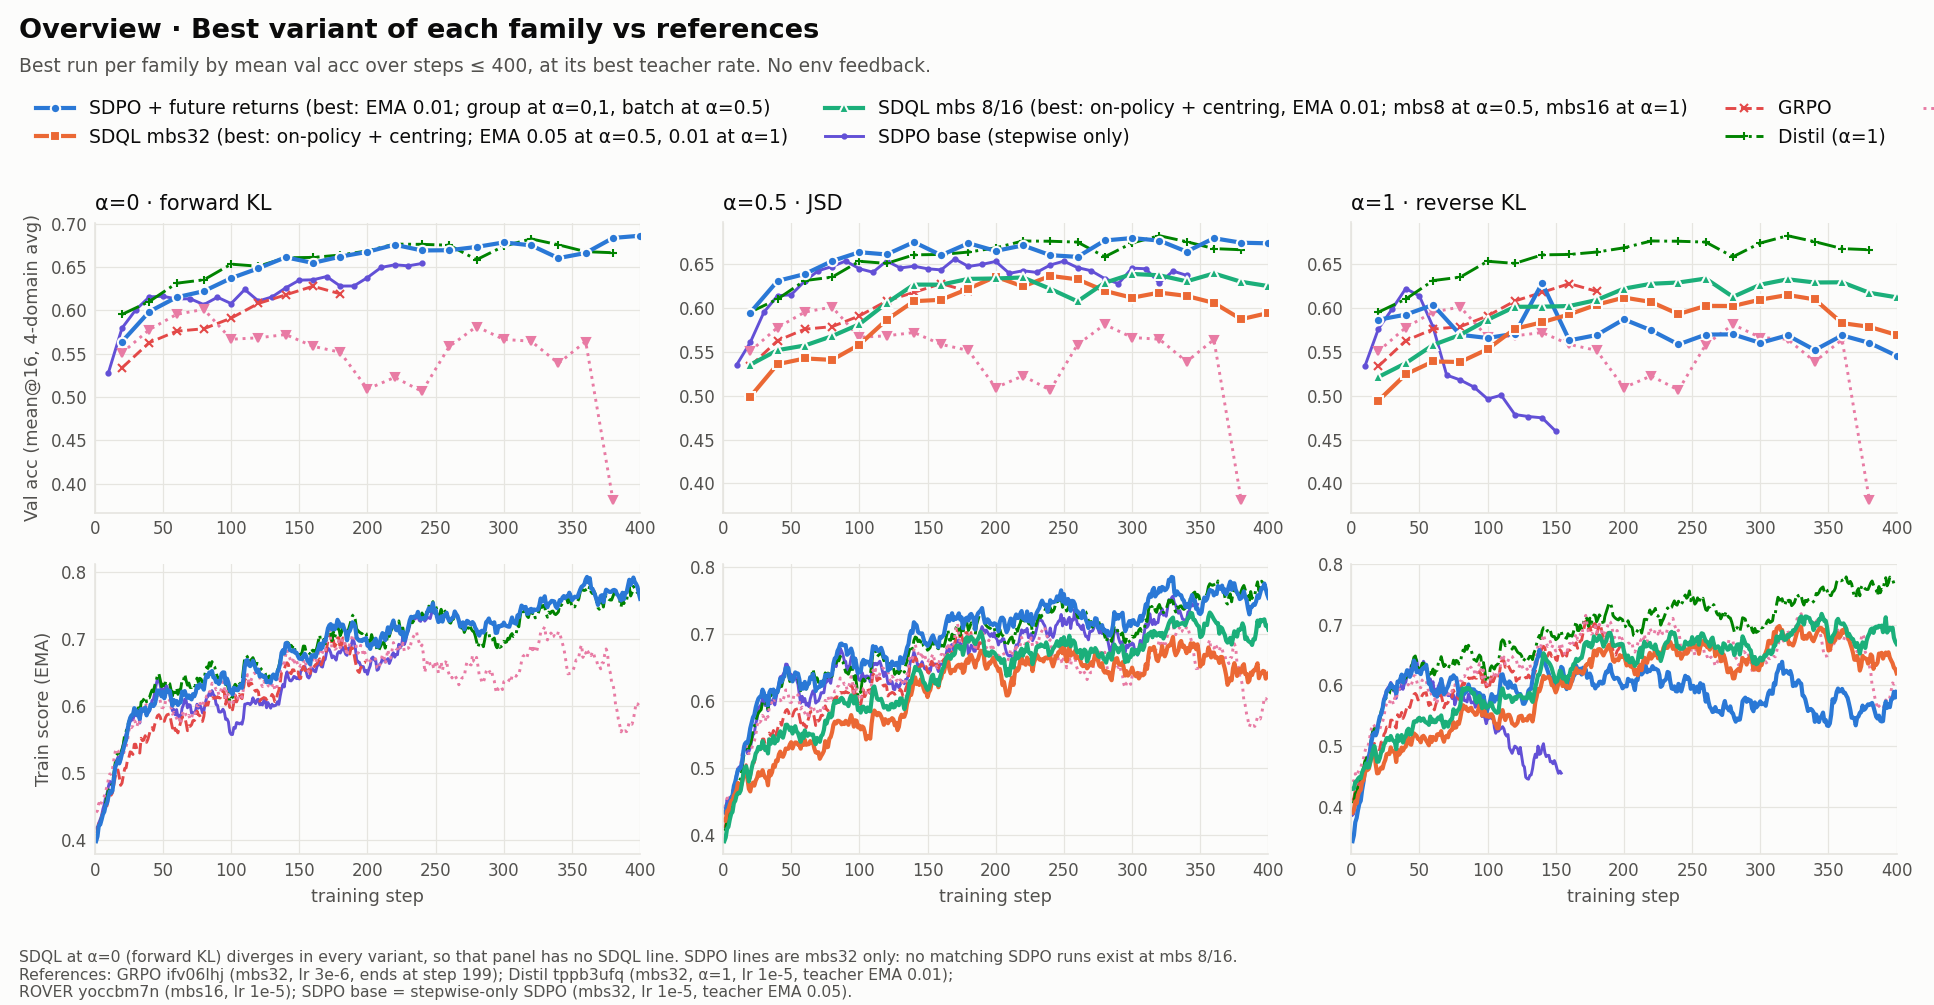 Overview · Best variant of each family vs references
Best run per family by mean val acc over steps ≤ 400, at its best teacher rate. No env feedback.
SDPO + future returns (best: EMA 0.01; group at α=0,1, batch at α=0.5)
SDQL mbs 8/16 (best: on-policy + centring, EMA 0.01; mbs8 at α=0.5, mbs16 at α=1)
GRPO
SDQL mbs32 (best: on-policy + centring; EMA 0.05 at α=0.5, 0.01 at α=1)
SDPO base (stepwise only)
Distil (α=1)
α=0 · forward KL
α=0.5 · JSD
α=1 · reverse KL
Val acc (mean@16, 4-domain avg)
0.70
0.65
0.60
0.55
0.50
0.45
0.40
0 50 100 150 200 250 300 350 400
0.65
0.60
0.55
0.50
0.45
0.40
0 50 100 150 200 250 300 350 400
0.65
0.60
0.55
0.50
0.45
0.40
0 50 100 150 200 250 300 350 400
Train score (EMA)
0.8
0.7
0.6
0.5
0.4
0 50 100 150 200 250 300 350 400
training step
0.8
0.7
0.6
0.5
0.4
0 50 100 150 200 250 300 350 400
training step
0.8
0.7
0.6
0.5
0.4
0 50 100 150 200 250 300 350 400
training step
SDQL at α=0 (forward KL) diverges in every variant, so that panel has no SDQL line. SDPO lines are mbs32 only: no matching SDPO runs exist at mbs 8/16.
References: GRPO ifv06lhj (mbs32, lr 3e-6, ends at step 199); Distil tppb3ufq (mbs32, α=1, lr 1e-5, teacher EMA 0.01);
ROVER yoccbm7n (mbs16, lr 1e-5); SDPO base = stepwise-only SDPO (mbs32, lr 1e-5, teacher EMA 0.05).